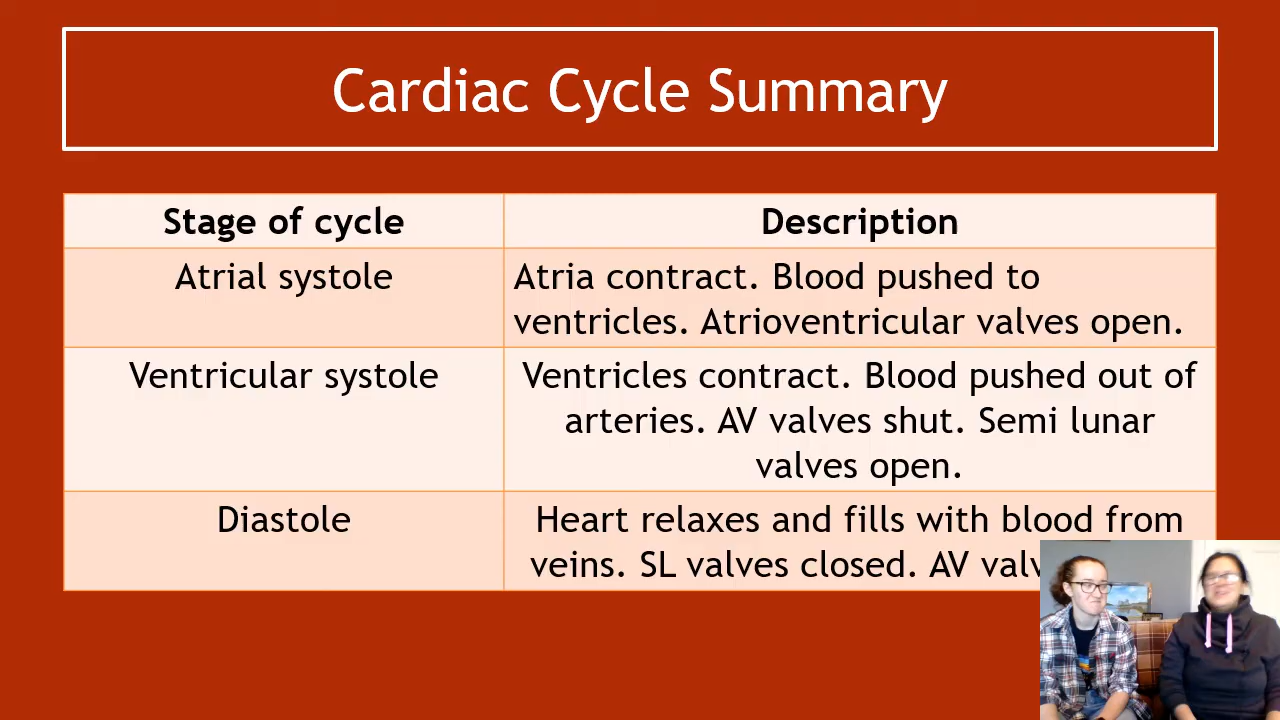 Cardiac Cycle Summary
Stage of cycle
Description
Atrial systole
Atria contract. Blood pushed to
ventricles. Atrioventricular valves open.
Ventricular systole
Ventricles contract. Blood pushed out of
arteries. AV valves shut. Semi lunar
valves open.
Diastole
Heart relaxes and fills with blood from
veins. SL valves closed. AV